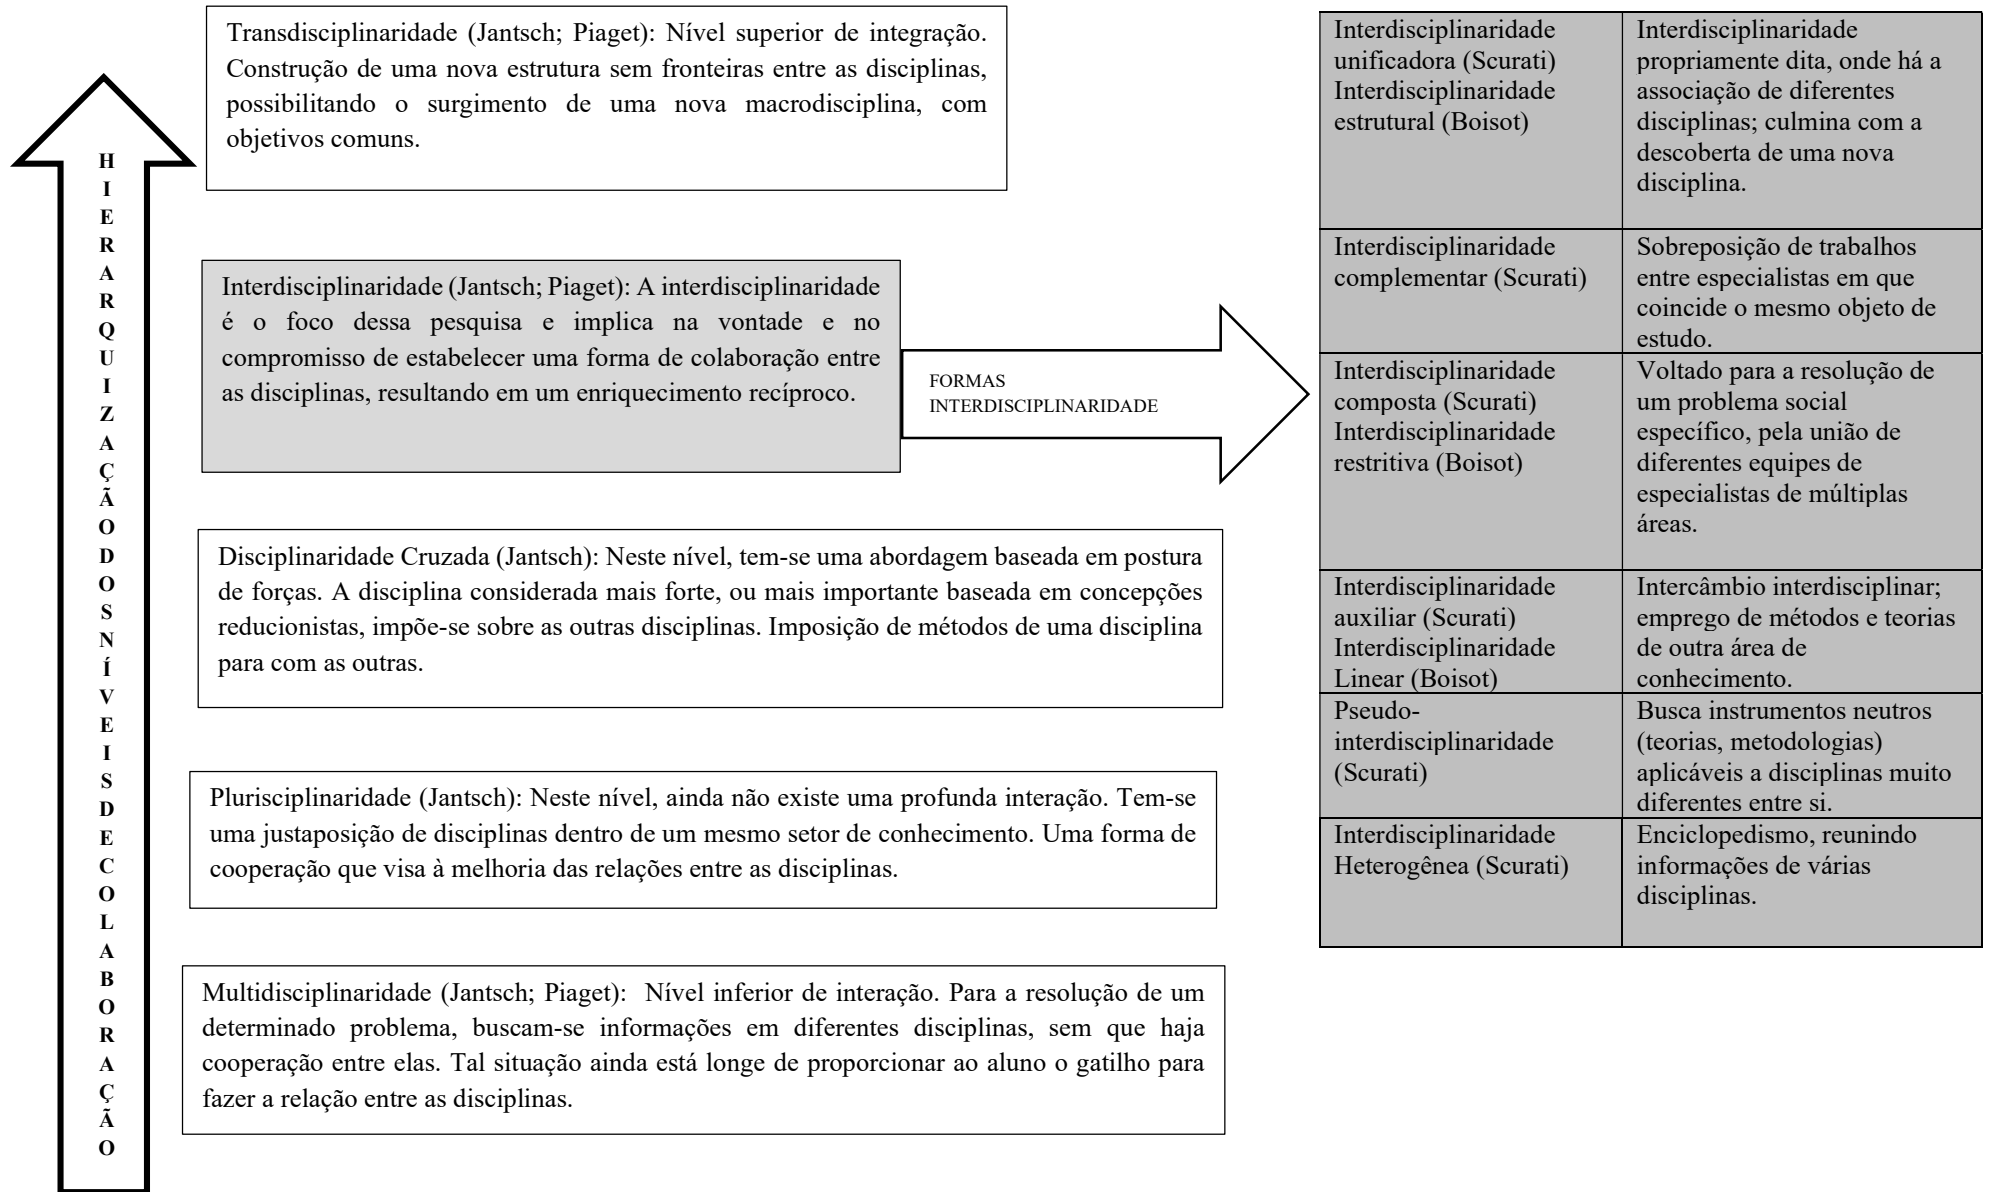 HIERARQUIZAÇÃODOSNÍVEISDECOLABORAÇÃO
Transdisciplinaridade (Jantsch; Piaget): Nível superior de integração.
Construção de uma nova estrutura sem fronteiras entre as disciplinas,
possibilitando o surgimento de uma nova macrodisciplina, com
objetivos comuns.
Interdisciplinaridade (Jantsch; Piaget): A interdisciplinaridade
é o foco dessa pesquisa e implica na vontade e no
compromisso de estabelecer uma forma de colaboração entre
as disciplinas, resultando em um enriquecimento recíproco.
FORMAS
INTERDISCIPLINARIDADE
Disciplinaridade Cruzada (Jantsch): Neste nível, tem-se uma abordagem baseada em postura
de forças. A disciplina considerada mais forte, ou mais importante baseada em concepções
reducionistas, impõe-se sobre as outras disciplinas. Imposição de métodos de uma disciplina
para com as outras.
Plurisciplinaridade (Jantsch): Neste nível, ainda não existe uma profunda interação. Tem-se
uma justaposição de disciplinas dentro de um mesmo setor de conhecimento. Uma forma de
cooperação que visa à melhoria das relações entre as disciplinas.
Multidisciplinaridade (Jantsch; Piaget): Nível inferior de interação. Para a resolução de um
determinado problema, buscam-se informações em diferentes disciplinas, sem que haja
cooperação entre elas. Tal situação ainda está longe de proporcionar ao aluno o gatilho para
fazer a relação entre as disciplinas.
Interdisciplinaridade
unificadora (Scurati)
Interdisciplinaridade
estrutural (Boisot)
Interdisciplinaridade
propriamente dita, onde há a
associação de diferentes
disciplinas; culmina com a
descoberta de uma nova
disciplina.
Interdisciplinaridade
complementar (Scurati)
Sobreposição de trabalhos
entre especialistas em que
coincide o mesmo objeto de
estudo.
Interdisciplinaridade
composta (Scurati)
Interdisciplinaridade
restritiva (Boisot)
Voltado para a resolução de
um problema social
específico, pela união de
diferentes equipes de
especialistas de múltiplas
áreas.
Interdisciplinaridade
auxiliar (Scurati)
Interdisciplinaridade
Linear (Boisot)
Intercâmbio interdisciplinar;
emprego de métodos e teorias
de outra área de
conhecimento.
Pseudo-
interdisciplinaridade
(Scurati)
Busca instrumentos neutros
(teorias, metodologias)
aplicáveis a disciplinas muito
diferentes entre si.
Interdisciplinaridade
Heterogênea (Scurati)
Enciclopedismo, reunindo
informações de várias
disciplinas.